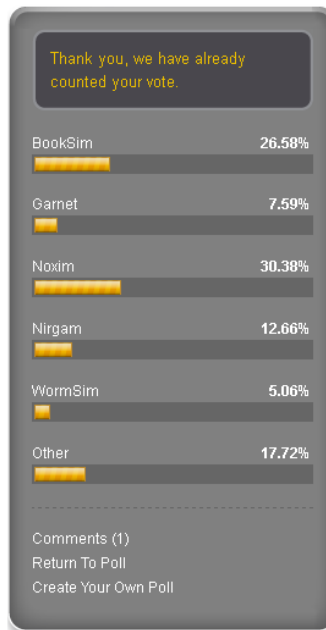 Thank you, we have already
counted your vote.
BookSim 26.58%
Garnet 7.59%
Noxim 30.38%
Nirgam 12.66%
WormSim 5.06%
Other 17.72%
Comments (1)
Return To Poll
Create Your Own Poll